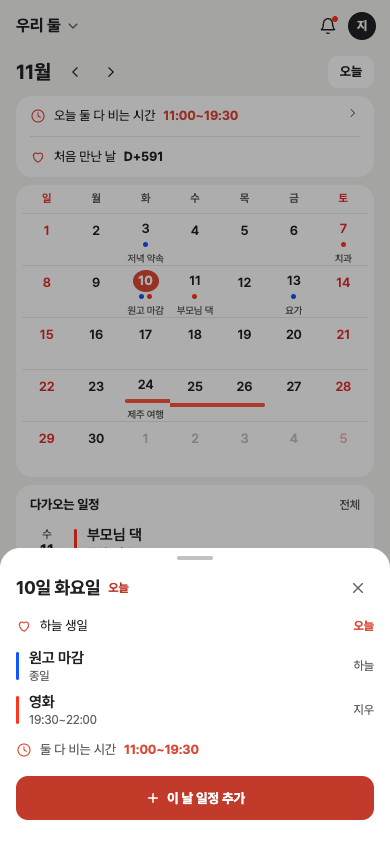 우리 둘
지
11월
오늘
오늘 둘 다 비는 시간 11:00~19:30
처음 만난 날 D+591
일 월 화 수 목 금 토
1 2 3 4 5 6 7
저녁 약속 치과
8 9 10 11 12 13 14
원고 마감 부모님 댁 요가
15 16 17 18 19 20 21
22 23 24 25 26 27 28
제주 여행
29 30 1 2 3 4 5
다가오는 일정 전체
수 부모님 댁
11
10일 화요일 오늘
하늘 생일 오늘
원고 마감 하늘
종일
영화 지우
19:30~22:00
둘 다 비는 시간 11:00~19:30
+ 이 날 일정 추가